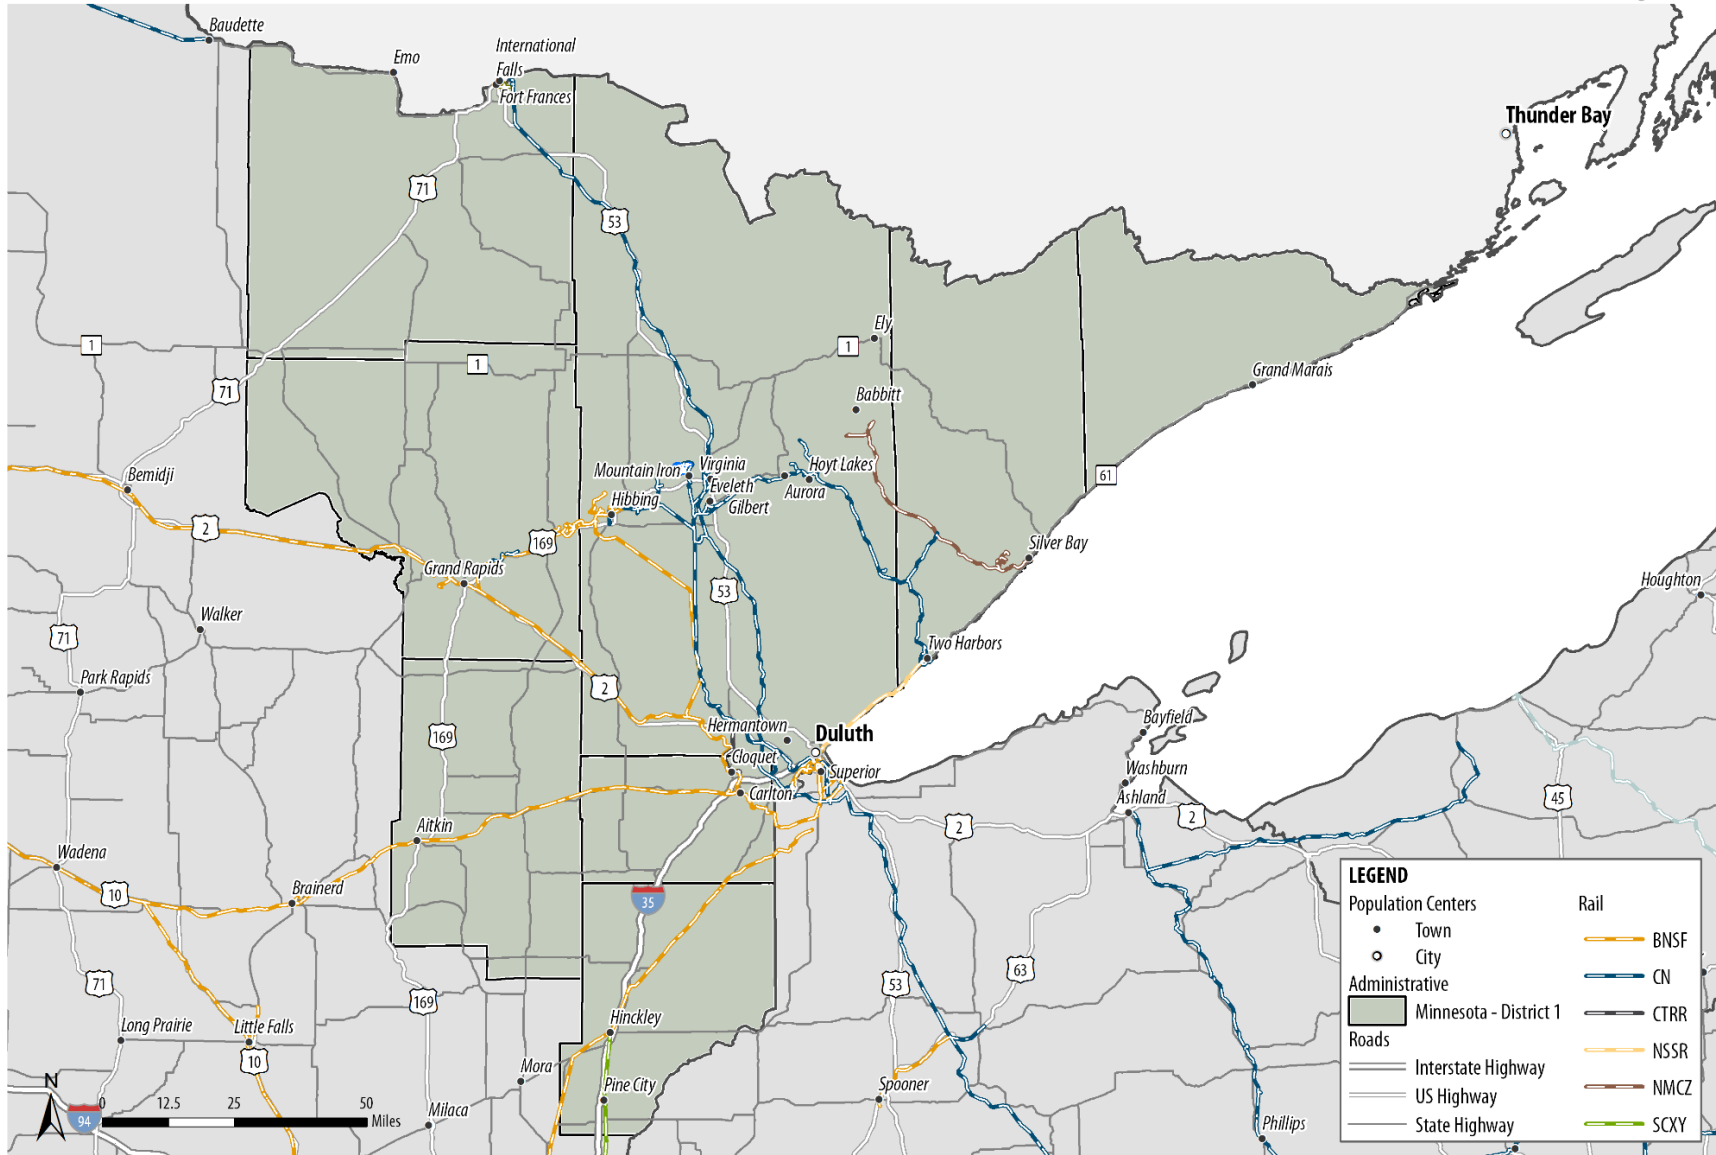 Baudette
Emo
International
Falls
Fort Frances
Thunder Bay
71
53
1
1
1
Ely
71
Babbitt
Grand Marais
61
Bemidji
Mountain Iron
Virginia
Hoyt Lakes
Eveleth
Aurora
Hibbing
Gilbert
2
169
Silver Bay
Grand Rapids
53
Houghton
Walker
71
Two Harbors
Park Rapids
2
169
Hermantown
Duluth
Bayfield
Cloquet
Superior
Washburn
Carlton
Ashland
45
2
2
Aitkin
Wadena
10
Brainerd
35
71
169
53
63
Long Prairie
Little Falls
Hinckley
10
Mora
Pine City
Spooner
Milaca
Phillips
N
94
0 12.5 25 50
Miles
LEGEND
Population Centers
Town
City
Administrative
Minnesota - District 1
Roads
Interstate Highway
US Highway
State Highway
Rail
BNSF
CN
CTRR
NSSR
NMCZ
SCXY